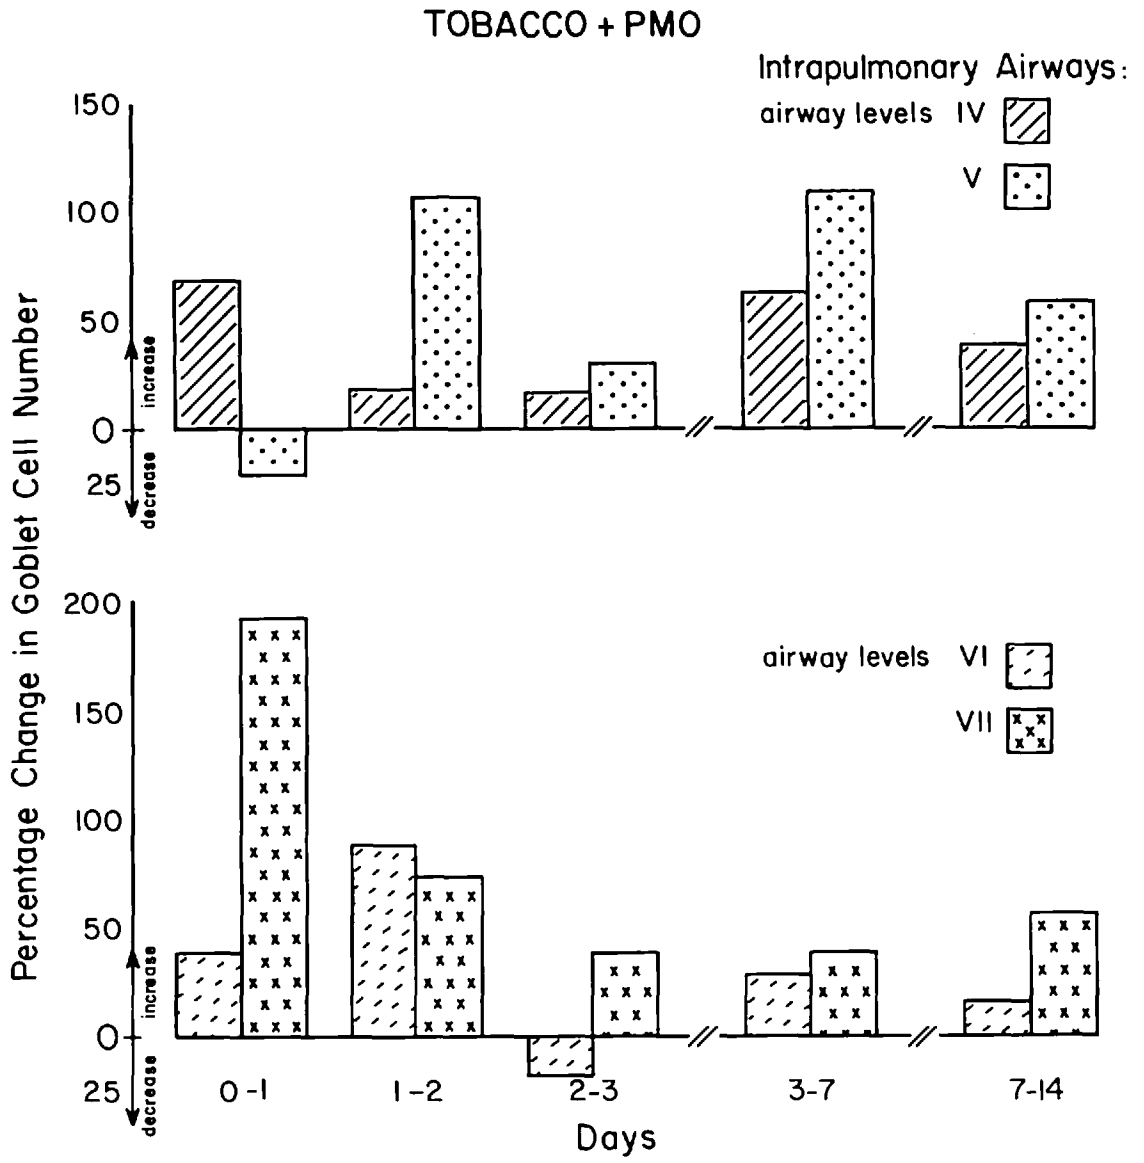 TOBACCO + PMO
Intrapulmonary Airways:
airway levels IV
V
150
100
50
0
25
increase
decrease
Percentage Change in Goblet Cell Number
200
150
100
50
0
25
increase
decrease
airway levels VI
VII
0-1 1-2 2-3 3-7 7-14
Days